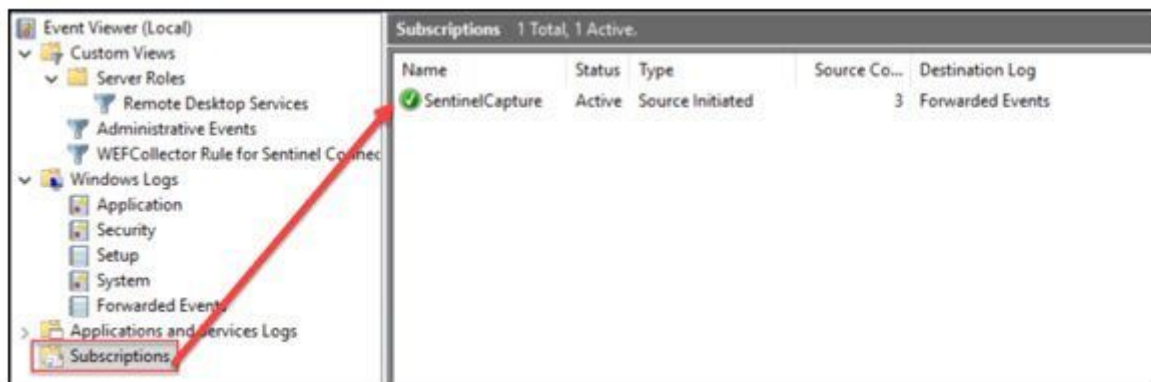 Event Viewer (Local)
Custom Views
Server Roles
Remote Desktop Services
Administrative Events
WEFCollector Rule for Sentinel Connec
Windows Logs
Application
Security
Setup
System
Forwarded Events
Applications and Services Logs
Subscriptions
Subscriptions 1 Total, 1 Active.
Name Status Type Source Co... Destination Log
SentinelCapture Active Source Initiated 3 Forwarded Events